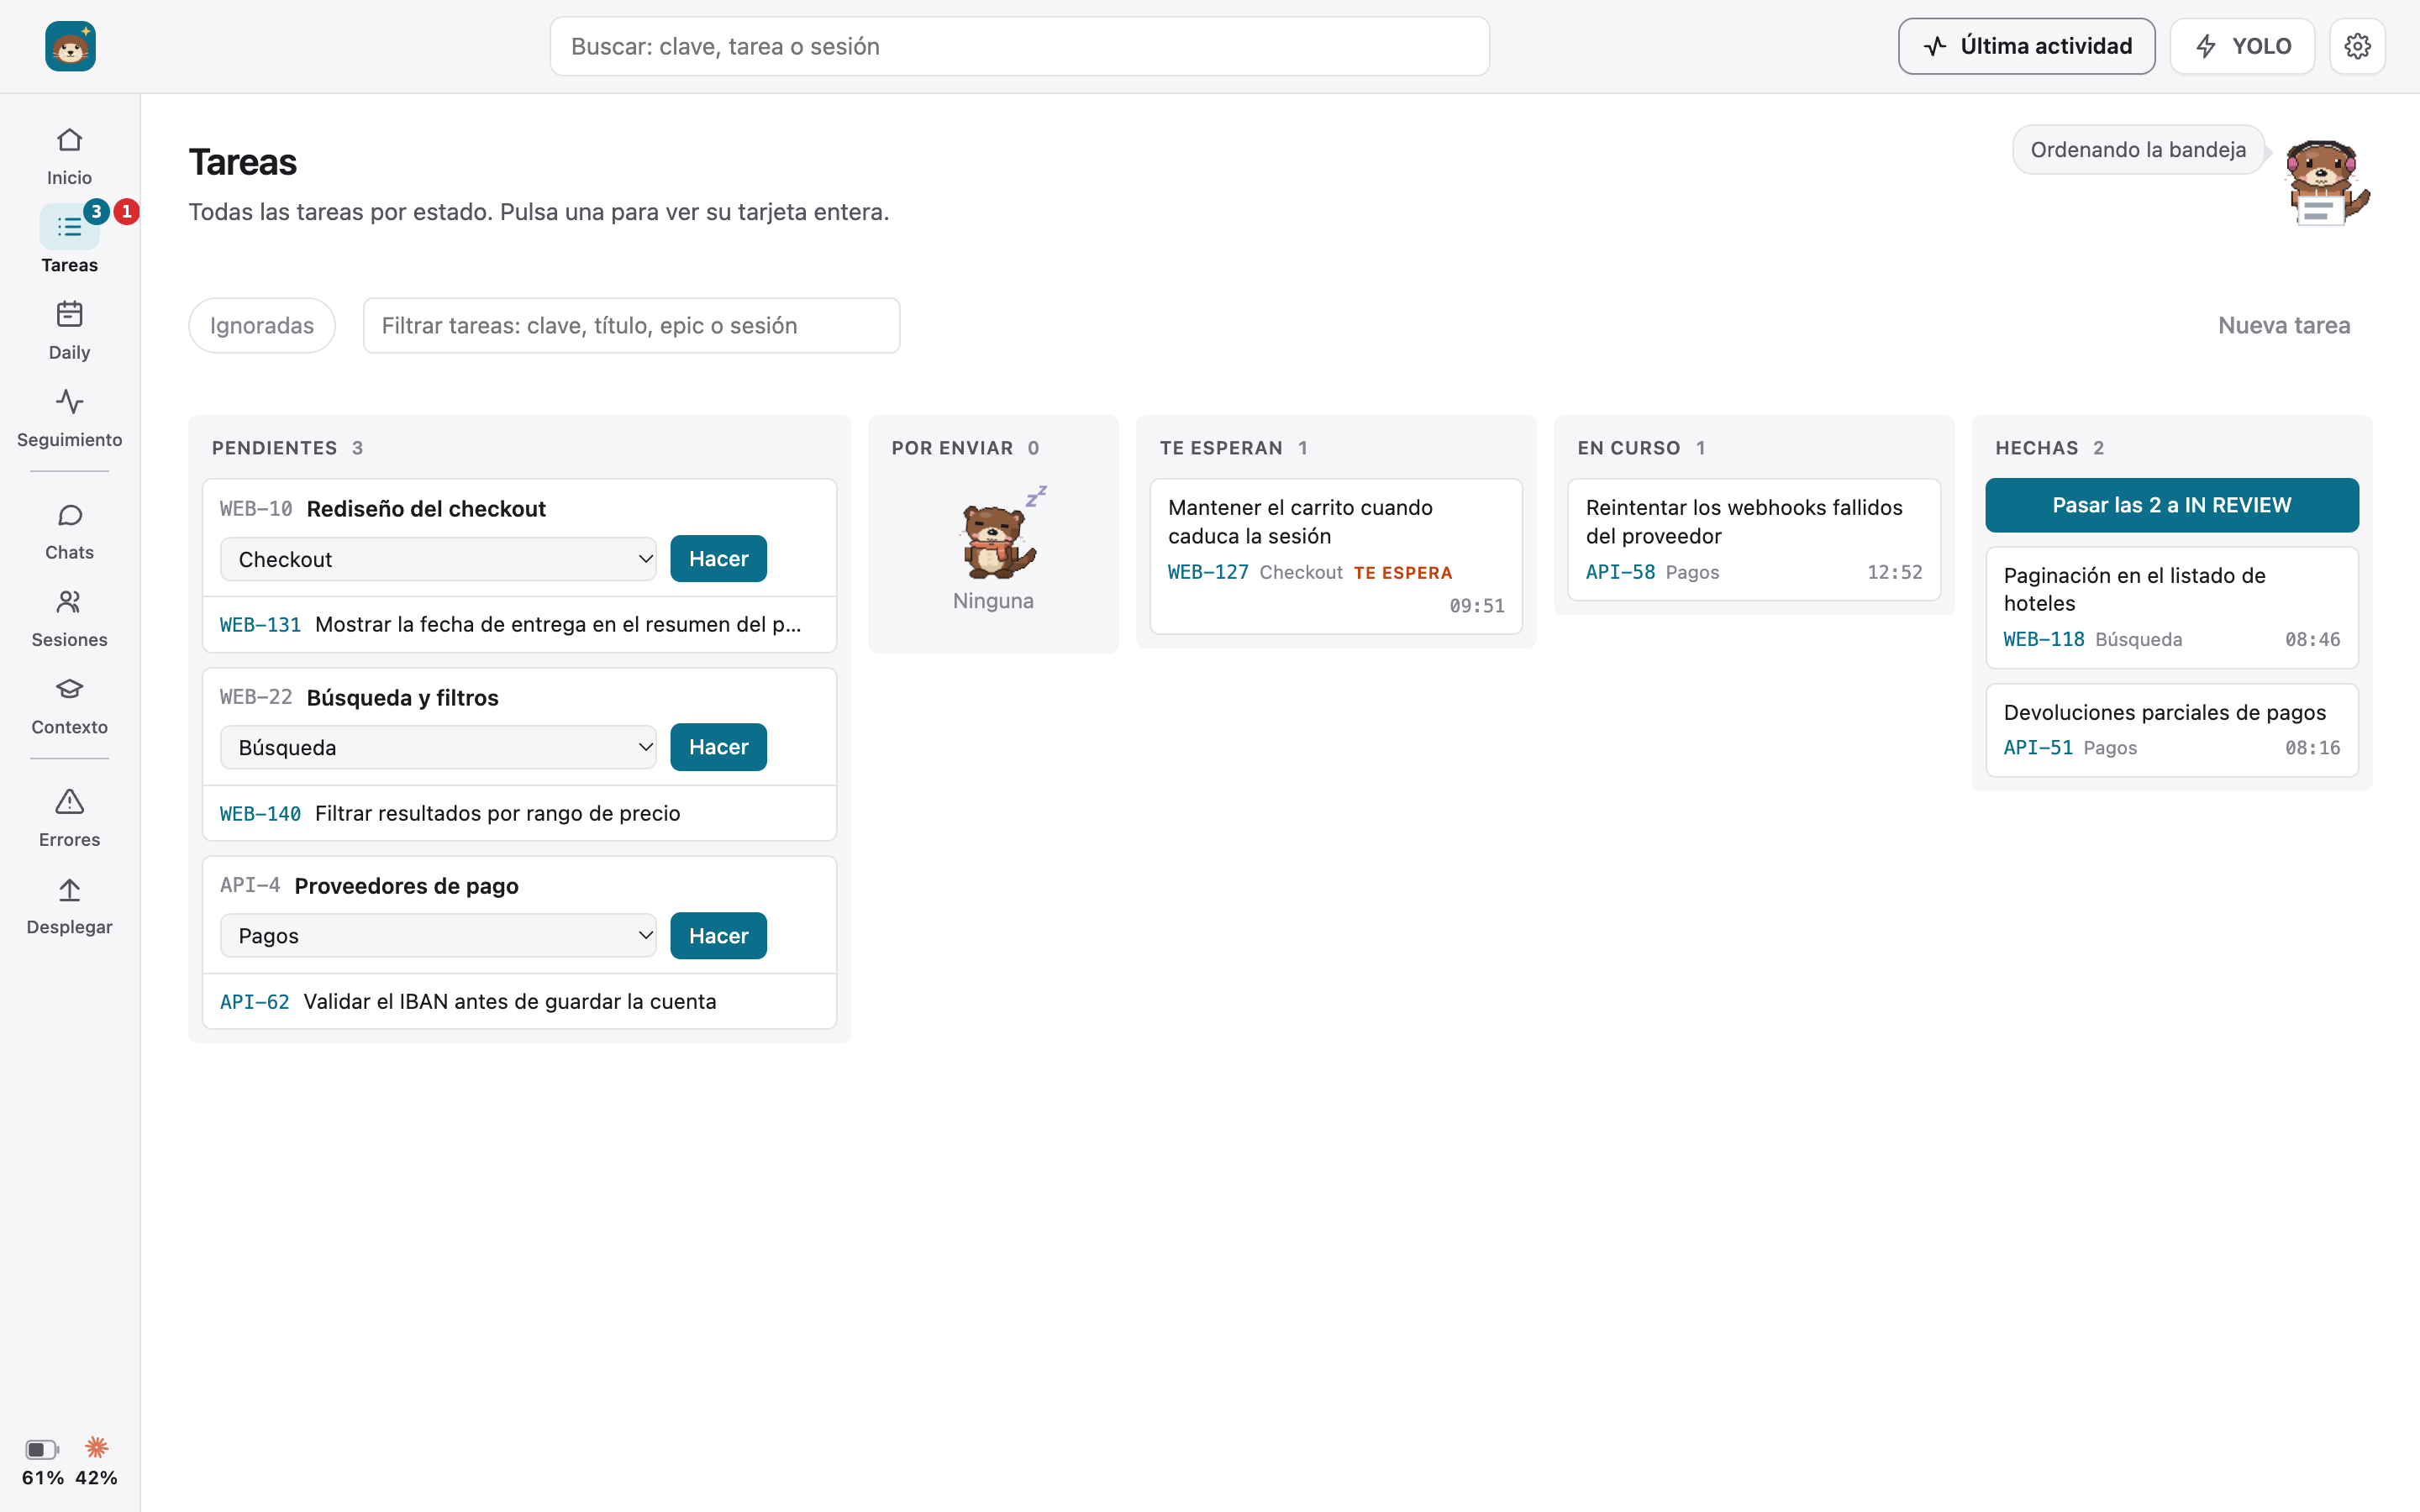 Buscar: clave, tarea o sesión
Última actividad
YOLO
Inicio
3
1
Tareas
Daily
Seguimiento
Chats
Sesiones
Contexto
Errores
Desplegar
61%
42%
Tareas
Todas las tareas por estado. Pulsa una para ver su tarjeta entera.
Ordenando la bandeja
Ignoradas
Filtrar tareas: clave, título, epic o sesión
Nueva tarea
PENDIENTES 3
WEB-10 Rediseño del checkout
Checkout
Hacer
WEB-131 Mostrar la fecha de entrega en el resumen del p...
WEB-22 Búsqueda y filtros
Búsqueda
Hacer
WEB-140 Filtrar resultados por rango de precio
API-4 Proveedores de pago
Pagos
Hacer
API-62 Validar el IBAN antes de guardar la cuenta
POR ENVIAR 0
z z
Ninguna
TE ESPERAN 1
Mantener el carrito cuando
caduca la sesión
WEB-127 Checkout TE ESPERA
09:51
EN CURSO 1
Reintentar los webhooks fallidos
del proveedor
API-58 Pagos 12:52
HECHAS 2
Pasar las 2 a IN REVIEW
Paginación en el listado de
hoteles
WEB-118 Búsqueda 08:46
Devoluciones parciales de pagos
API-51 Pagos 08:16